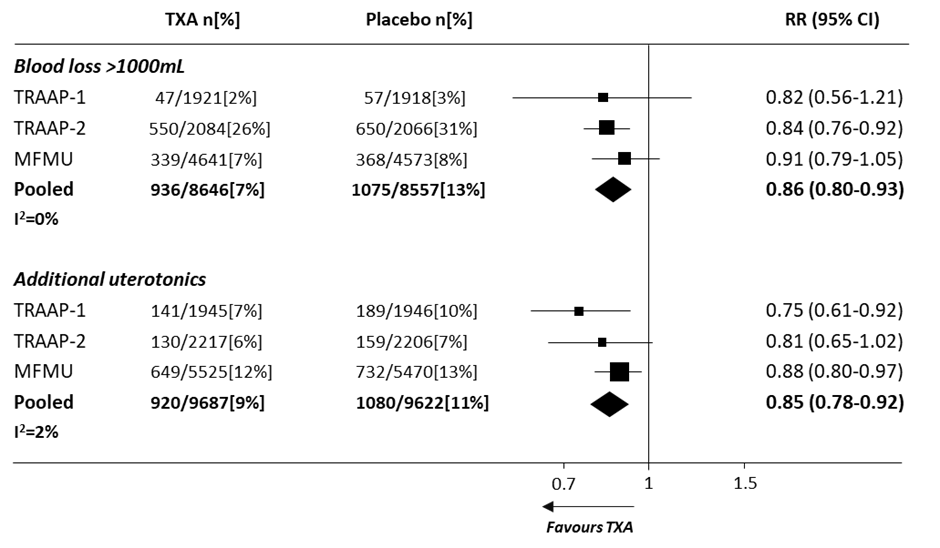 TXA n[%] Placebo n[%] RR (95% CI)
Blood loss >1000mL
TRAAP-1 47/1921[2%] 57/1918[3%] 0.82 (0.56-1.21)
TRAAP-2 550/2084[26%] 650/2066[31%] 0.84 (0.76-0.92)
MFMU 339/4641[7%] 368/4573[8%] 0.91 (0.79-1.05)
Pooled 936/8646[7%] 1075/8557[13%] 0.86 (0.80-0.93)
I²=0%
Additional uterotonics
TRAAP-1 141/1945[7%] 189/1946[10%] 0.75 (0.61-0.92)
TRAAP-2 130/2217[6%] 159/2206[7%] 0.81 (0.65-1.02)
MFMU 649/5525[12%] 732/5470[13%] 0.88 (0.80-0.97)
Pooled 920/9687[9%] 1080/9622[11%] 0.85 (0.78-0.92)
I²=2%
0.7 1 1.5
Favours TXA